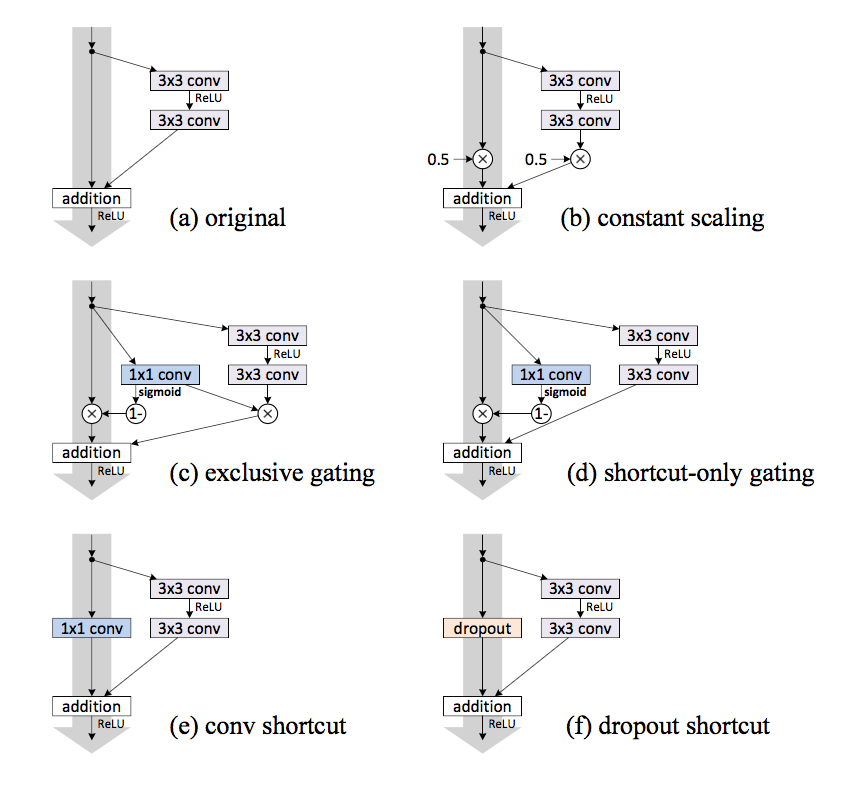 3x3 conv
ReLU
3x3 conv
addition
ReLU
(a) original
3x3 conv
ReLU
3x3 conv
0.5
0.5
addition
ReLU
(b) constant scaling
3x3 conv
ReLU
1x1 conv
3x3 conv
sigmoid
1-
addition
ReLU
(c) exclusive gating
3x3 conv
ReLU
1x1 conv
3x3 conv
sigmoid
1-
addition
ReLU
(d) shortcut-only gating
3x3 conv
ReLU
1x1 conv
3x3 conv
addition
ReLU
(e) conv shortcut
3x3 conv
ReLU
dropout
3x3 conv
addition
ReLU
(f) dropout shortcut